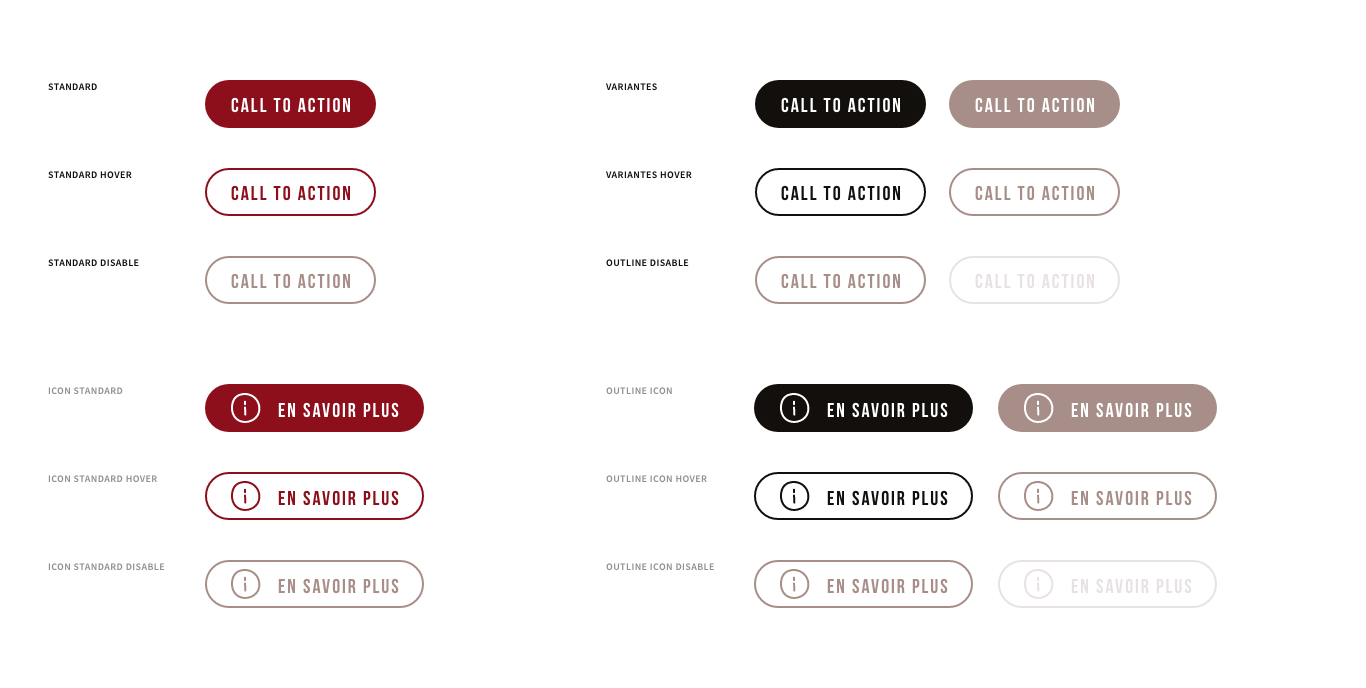 STANDARD
CALL TO ACTION
VARIANTES
CALL TO ACTION
CALL TO ACTION
STANDARD HOVER
CALL TO ACTION
VARIANTES HOVER
CALL TO ACTION
CALL TO ACTION
STANDARD DISABLE
CALL TO ACTION
OUTLINE DISABLE
CALL TO ACTION
CALL TO ACTION
ICON STANDARD
EN SAVOIR PLUS
OUTLINE ICON
EN SAVOIR PLUS
EN SAVOIR PLUS
ICON STANDARD HOVER
EN SAVOIR PLUS
OUTLINE ICON HOVER
EN SAVOIR PLUS
EN SAVOIR PLUS
ICON STANDARD DISABLE
EN SAVOIR PLUS
OUTLINE ICON DISABLE
EN SAVOIR PLUS
EN SAVOIR PLUS